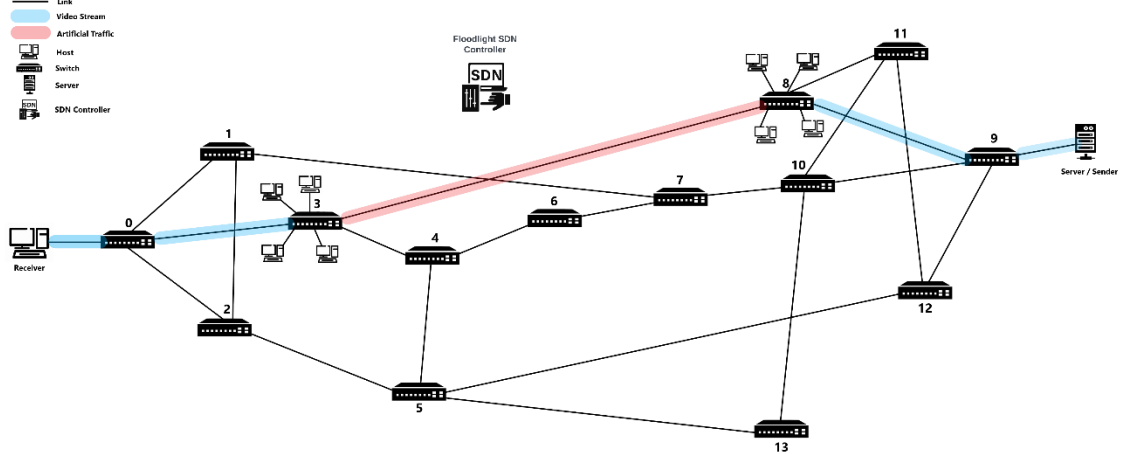 Link
Video Stream
Artificial Traffic
Host
Switch
Server
SDN
SDN Controller
Floodlight SDN
Controller
SDN
11
8
1
9
10
Server / Sender
7
3
6
0
4
Receiver
2
12
5
13